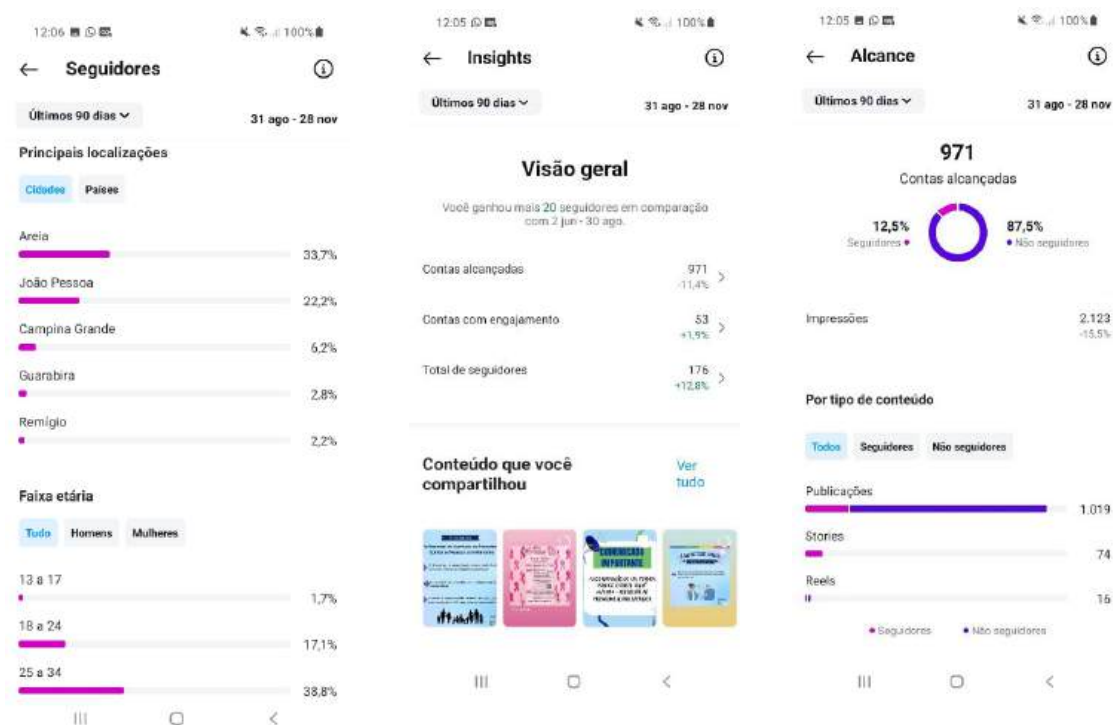 12:06 100%
← Seguidores
Últimos 90 dias
31 ago - 28 nov
Principais localizações
Cidades Países
Areia
33,7%
João Pessoa
22,2%
Campina Grande
6,2%
Guarabira
2,8%
Remígio
2,2%
Faixa etária
Tudo Homens Mulheres
13 a 17
1,7%
18 a 24
17,1%
25 a 34
38,8%
12:05 100%
← Insights
Últimos 90 dias
31 ago - 28 nov
Visão geral
Você ganhou mais 20 seguidores em comparação
com 2 jun - 30 ago.
Contas alcançadas 971
-11,4%
Contas com engajamento 53
+1,9%
Total de seguidores 176
+12,8%
Conteúdo que você Ver
compartilhou tudo
COMUNICADO
IMPORTANTE
12:05 100%
← Alcance
Últimos 90 dias
31 ago - 28 nov
971
Contas alcançadas
12,5% 87,5%
Seguidores Não seguidores
Impressões 2.123
-15,5%
Por tipo de conteúdo
Todos Seguidores Não seguidores
Publicações
1.019
Stories
74
Reels
16
Seguidores Não seguidores